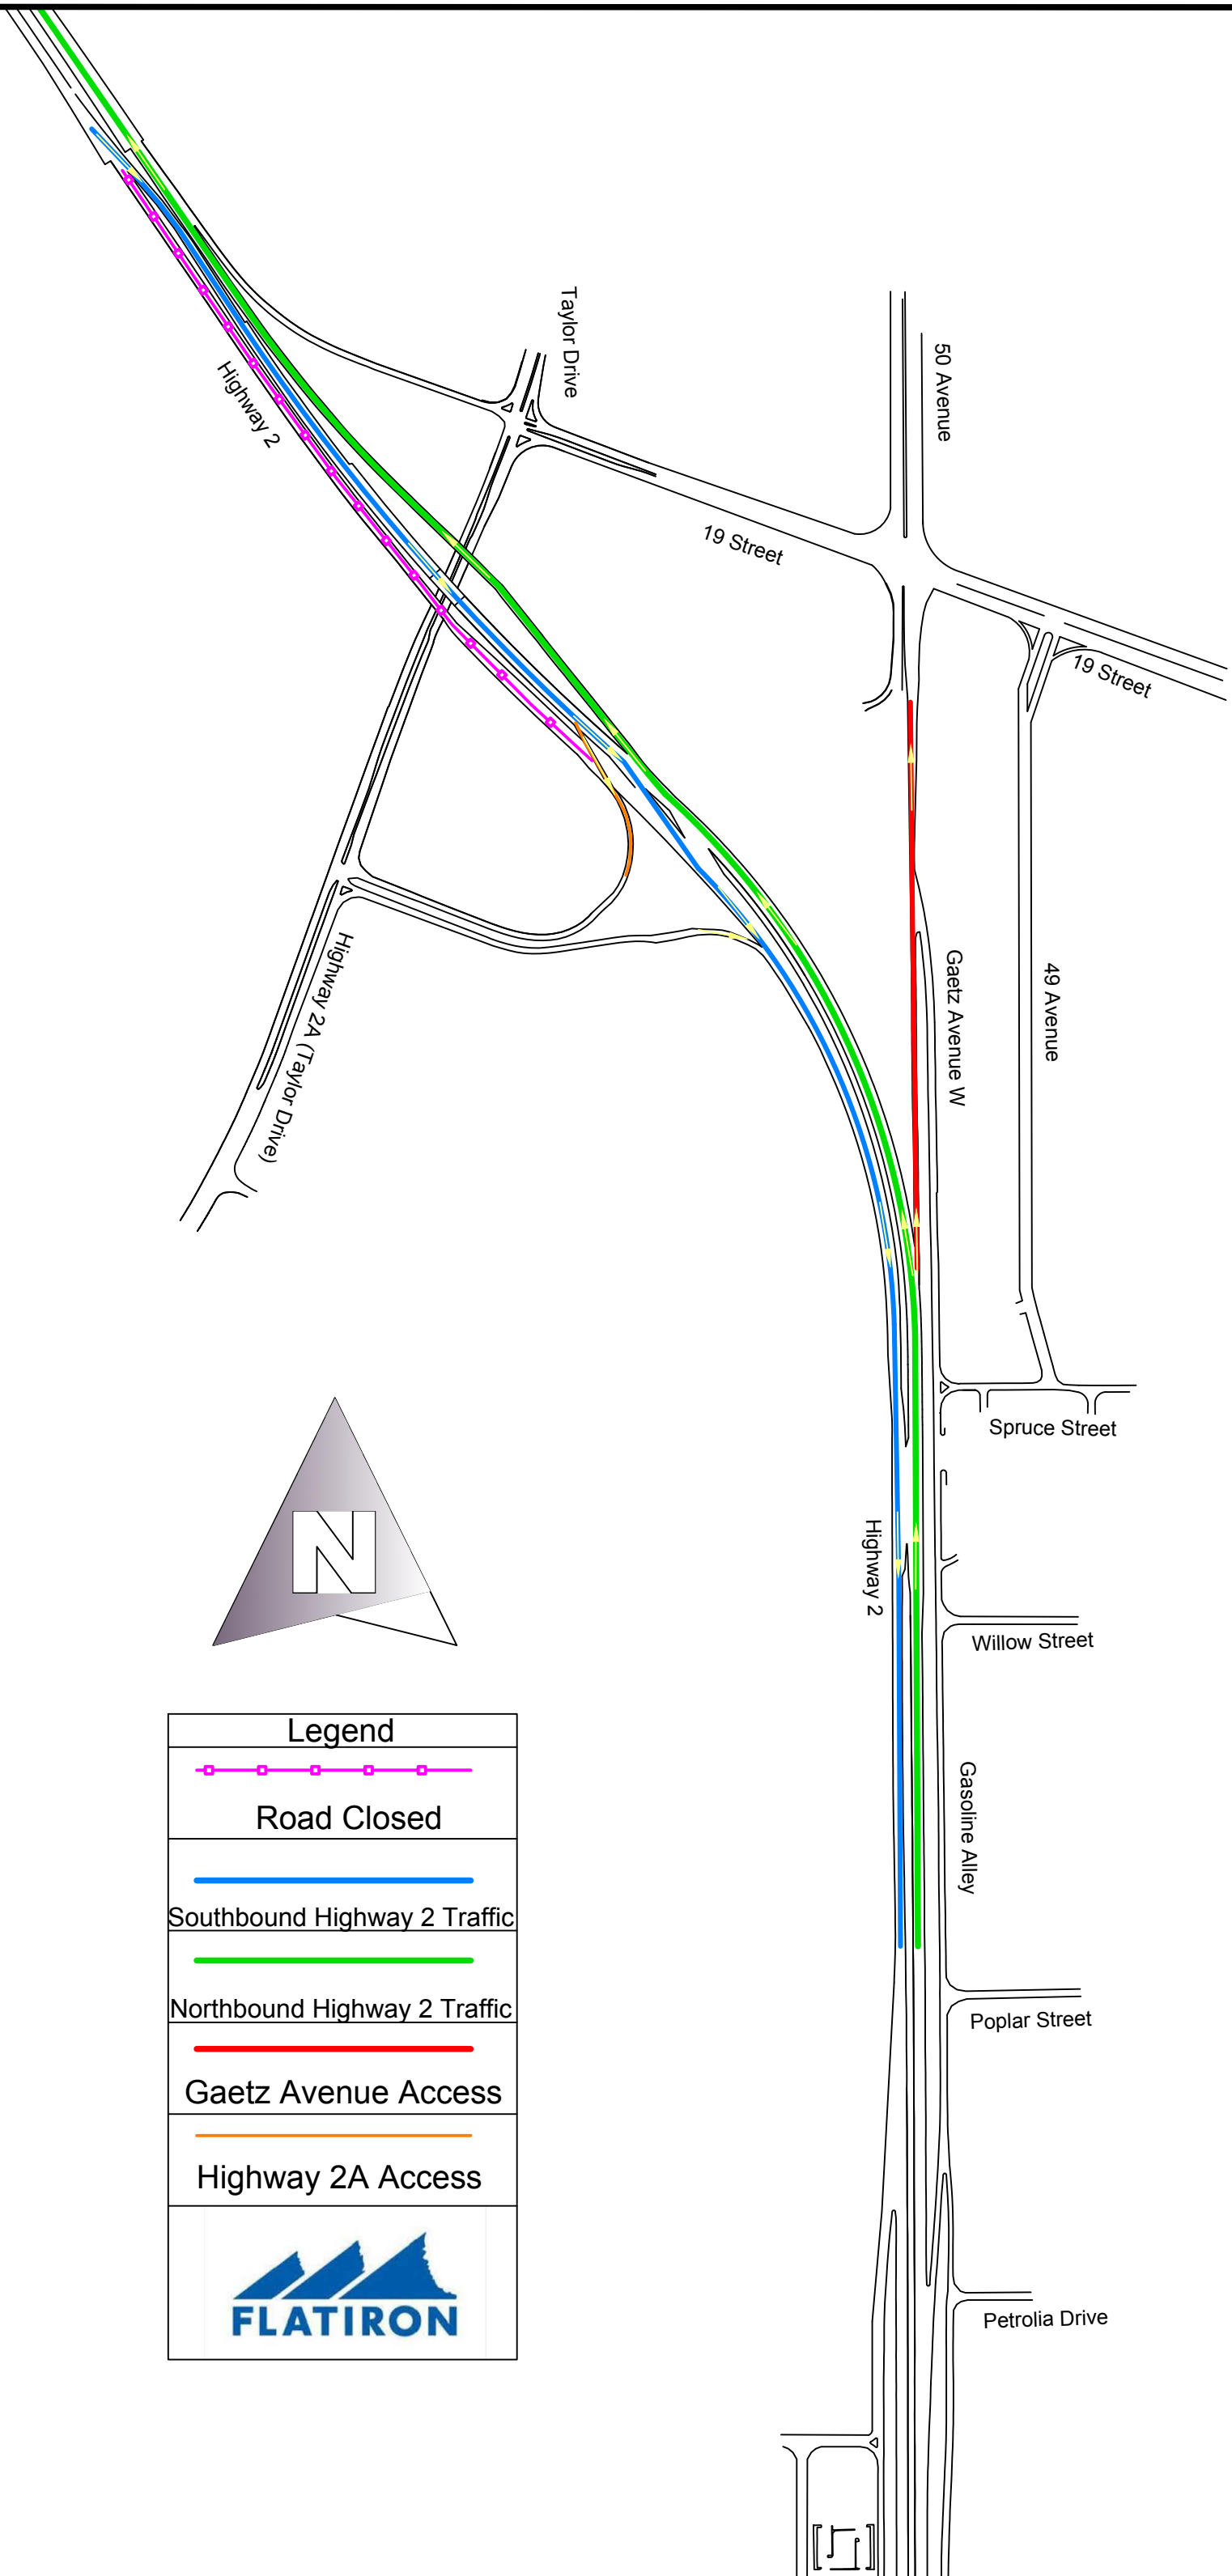 Taylor Drive
50 Avenue
Highway 2
19 Street
19 Street
Highway 2A (Taylor Drive)
Gaetz Avenue W
49 Avenue
Spruce Street
N
Highway 2
Willow Street
Legend
Road Closed
Southbound Highway 2 Traffic
Northbound Highway 2 Traffic
Gaetz Avenue Access
Highway 2A Access
FLATIRON
Gasoline Alley
Poplar Street
Petrolia Drive